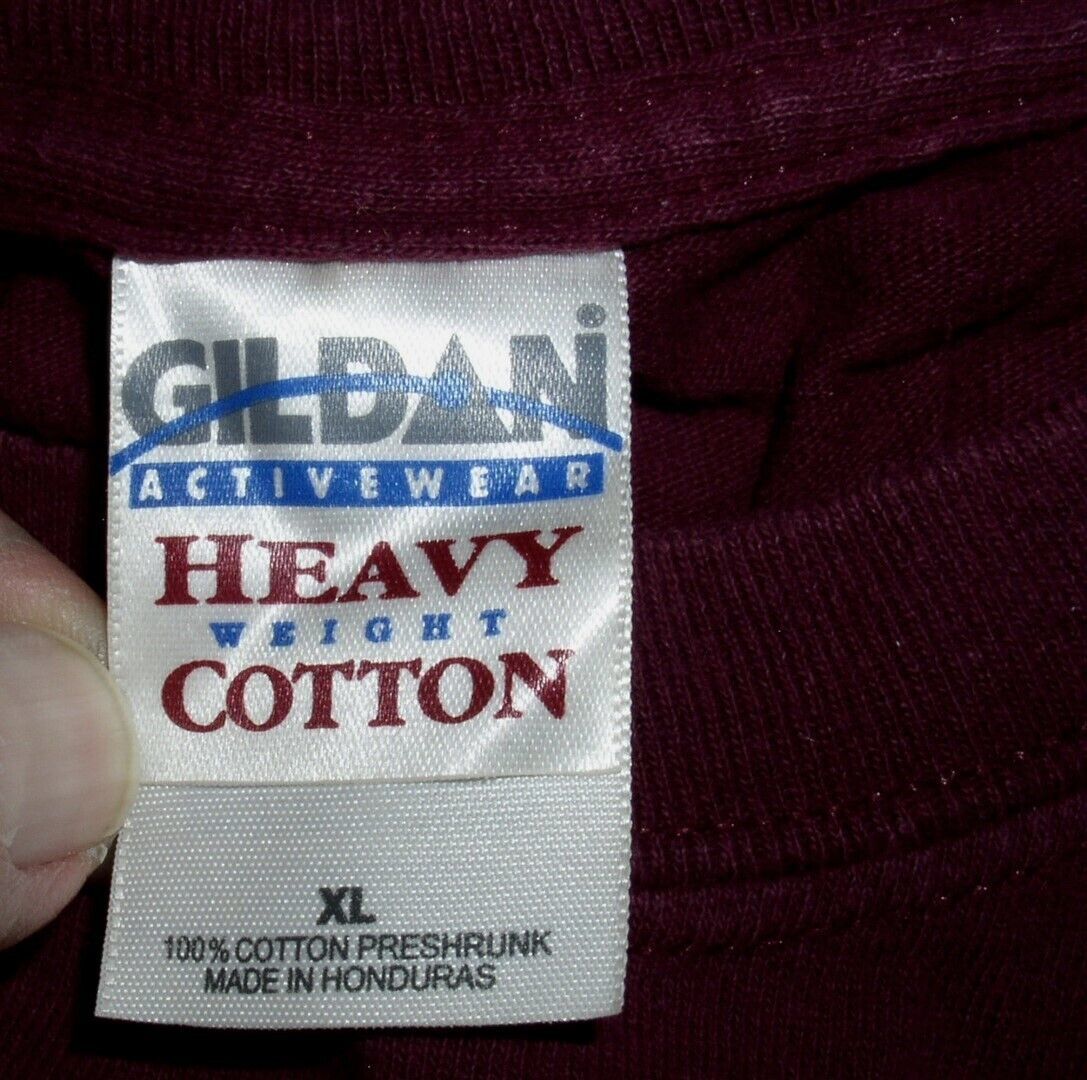 GILDAN®
ACTIVEWEAR
HEAVY
WEIGHT
COTTON
XL
100% COTTON PRESHRUNK
MADE IN HONDURAS